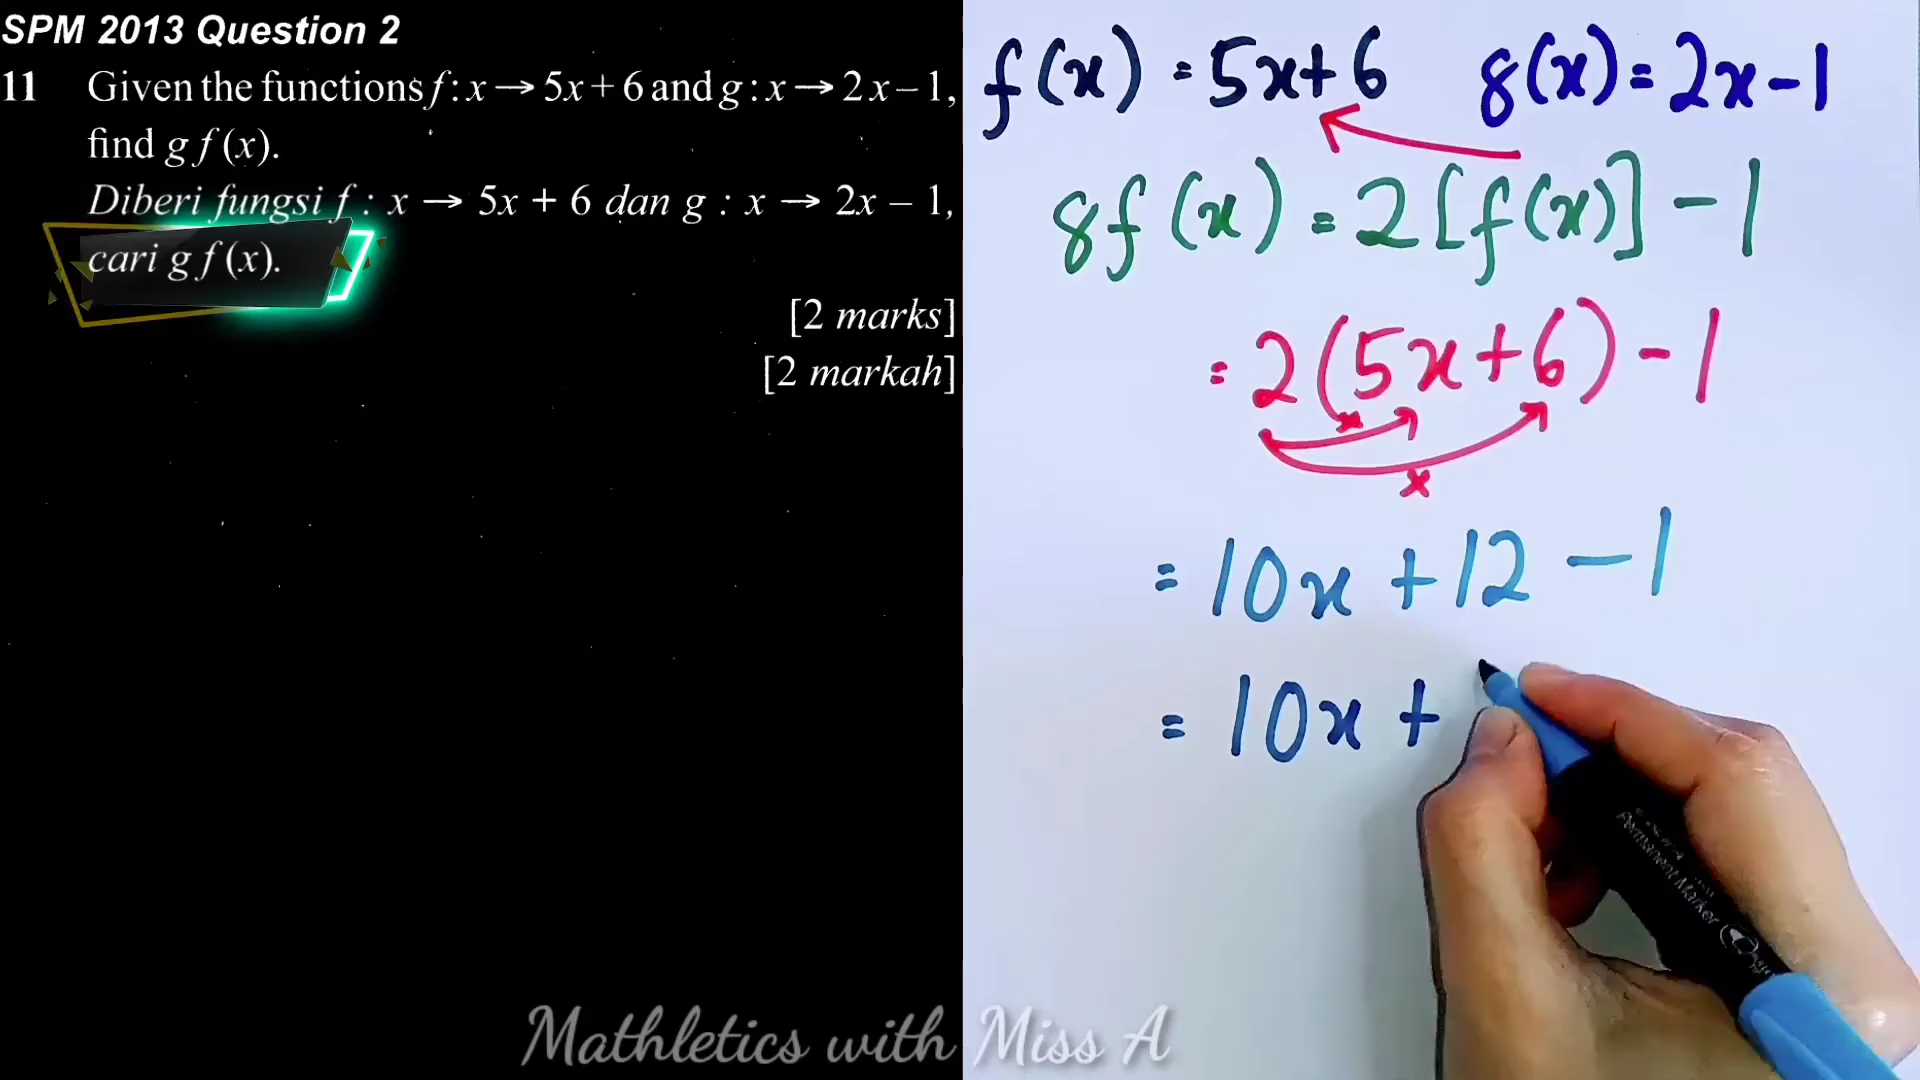 SPM 2013 Question 2
11 Given the functions f : x → 5x + 6 and g : x → 2x – 1,
find g f (x).
Diberi fungsi f : x → 5x + 6 dan g : x → 2x – 1,
cari g f (x).
[2 marks]
[2 markah]
f(x) = 5x+6 g(x) = 2x-1
gf(x) = 2[f(x)] - 1
= 2(5x+6) - 1
x
x
= 10x + 12 - 1
= 10x +
Permanent Marker
Mathletics with Miss A